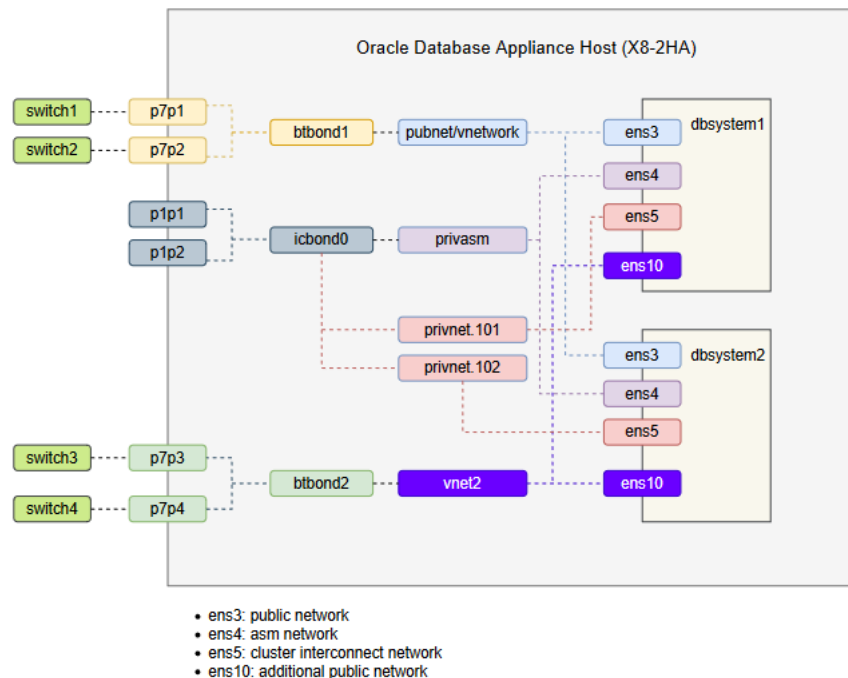 Oracle Database Appliance Host (X8-2HA)
switch1
p7p1
btbond1
pubnet/vnetwork
ens3
dbsystem1
switch2
p7p2
ens4
p1p1
ens5
icbond0
privasm
p1p2
ens10
privnet.101
privnet.102
ens3
dbsystem2
ens4
ens5
switch3
p7p3
btbond2
vnet2
ens10
switch4
p7p4
• ens3: public network
• ens4: asm network
• ens5: cluster interconnect network
• ens10: additional public network